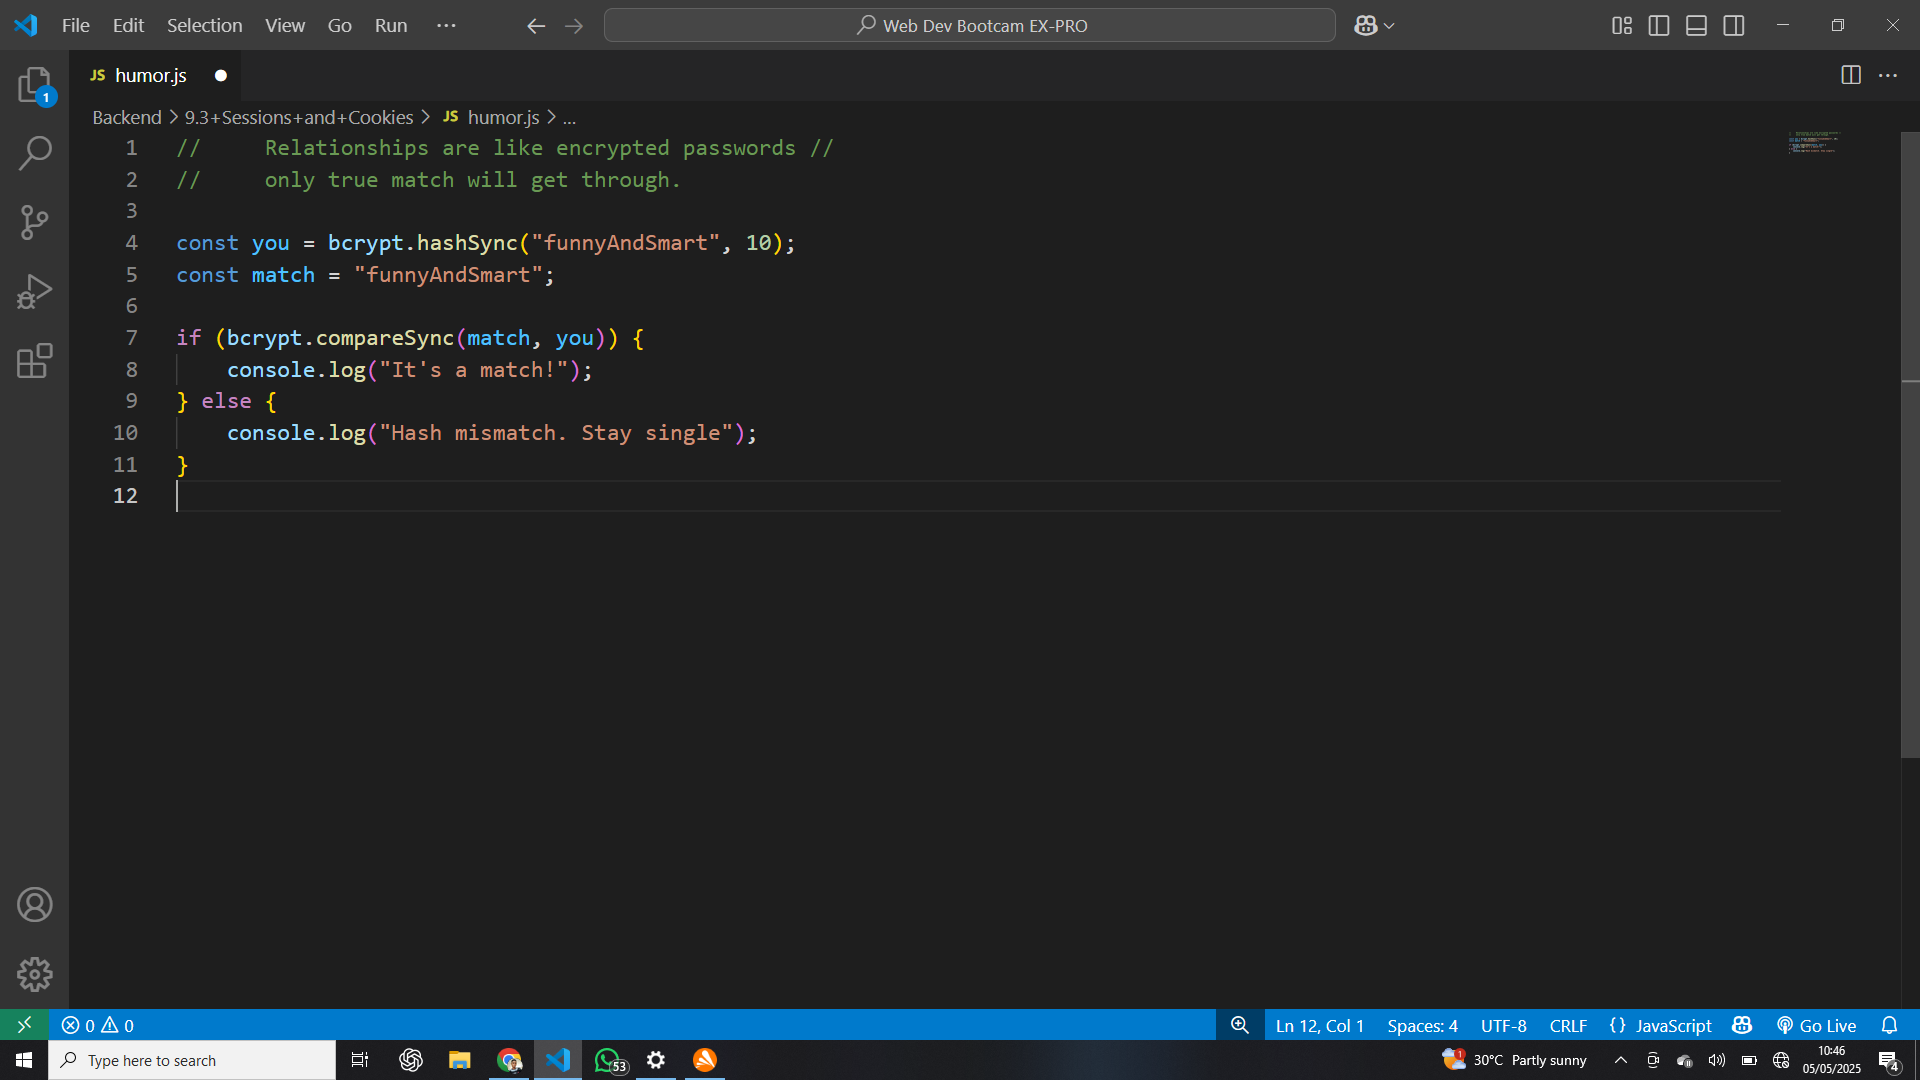 File Edit Selection View Go Run ··· Web Dev Bootcam EX-PRO
JS humor.js
1
Backend > 9.3+Sessions+and+Cookies > JS humor.js > ...
1 // Relationships are like encrypted passwords //
2 // only true match will get through.
3
4 const you = bcrypt.hashSync("funnyAndSmart", 10);
5 const match = "funnyAndSmart";
6
7 if (bcrypt.compareSync(match, you)) {
8 console.log("It's a match!");
9 } else {
10 console.log("Hash mismatch. Stay single");
11 }
12
0 0 Ln 12, Col 1 Spaces: 4 UTF-8 CRLF {} JavaScript Go Live
Type here to search 53 1 30°C Partly sunny 10:46
05/05/2025 4